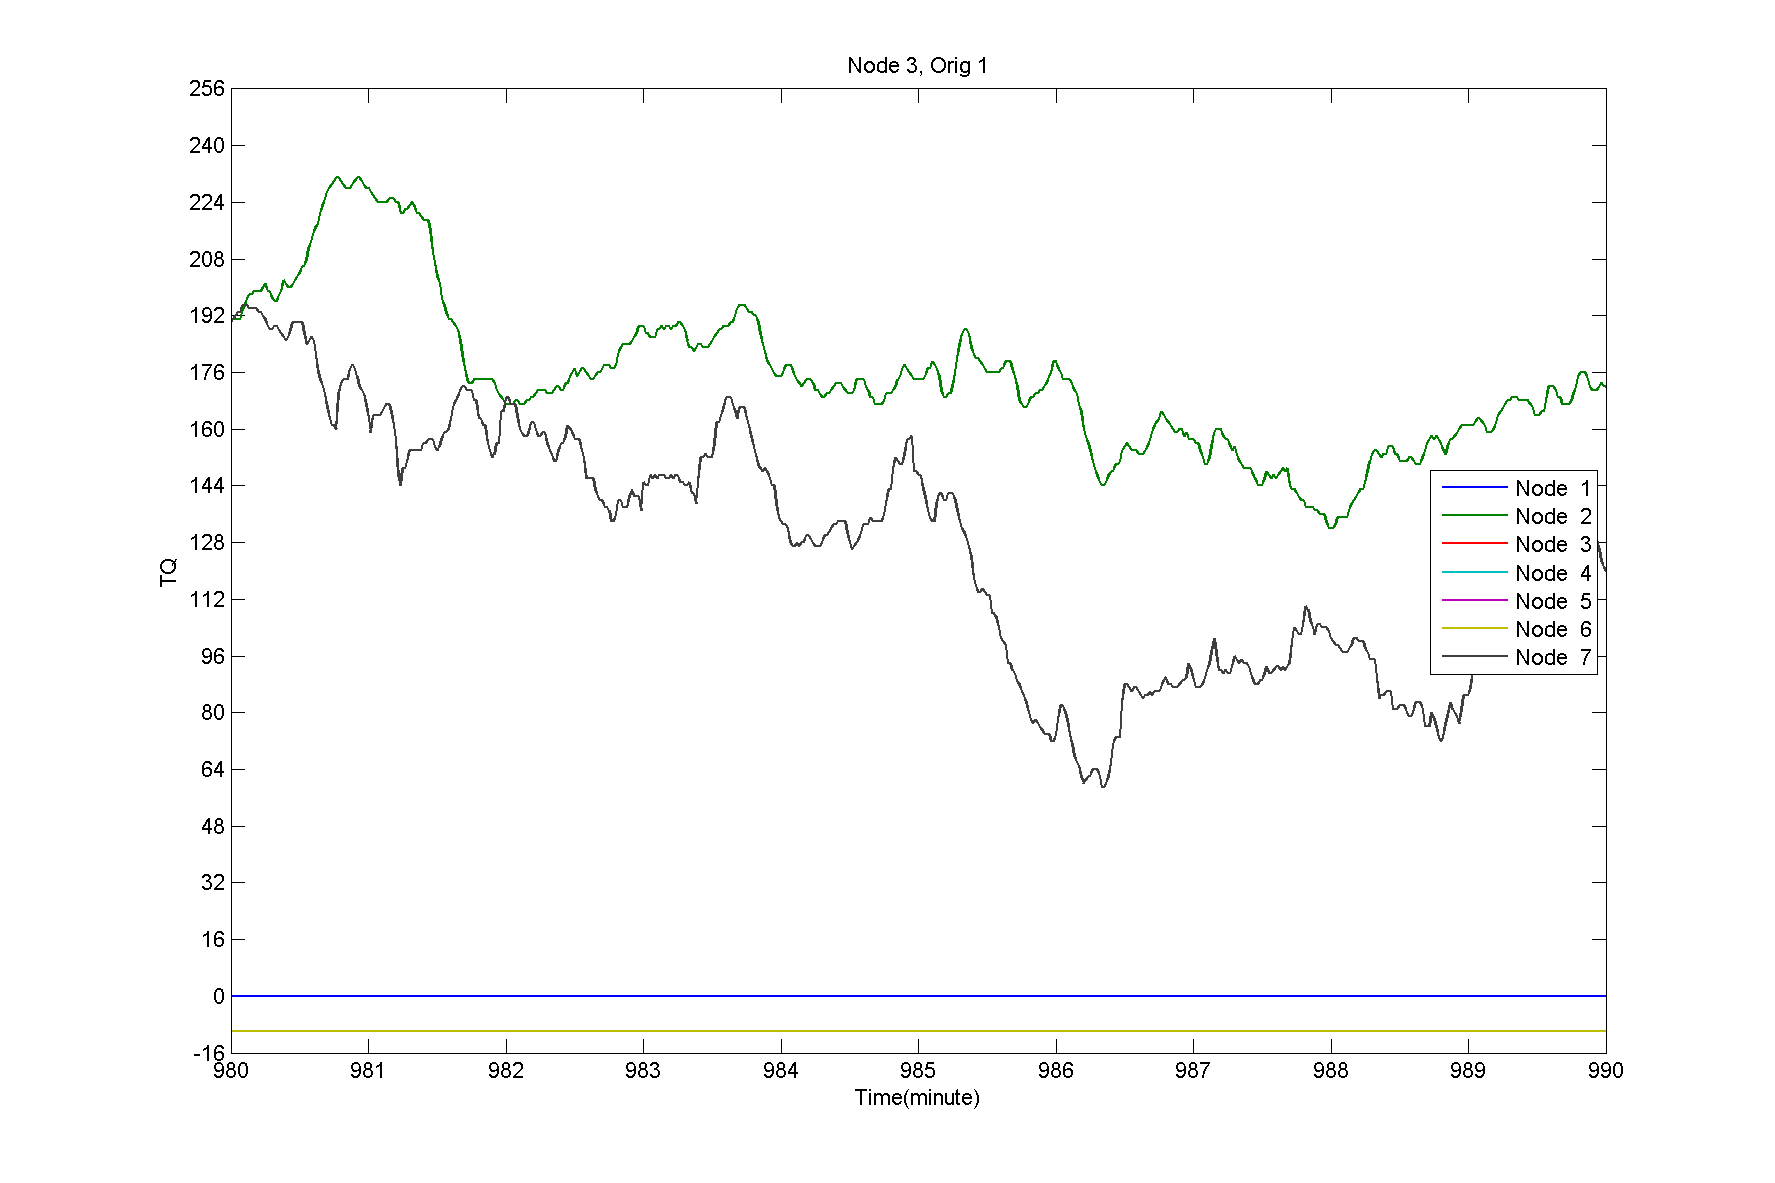 Node 3, Orig 1
256
240
224
208
192
176
160
144
128
112
96
80
64
48
32
16
0
-16
TQ
Node 1
Node 2
Node 3
Node 4
Node 5
Node 6
Node 7
980 981 982 983 984 985 986 987 988 989 990
Time(minute)